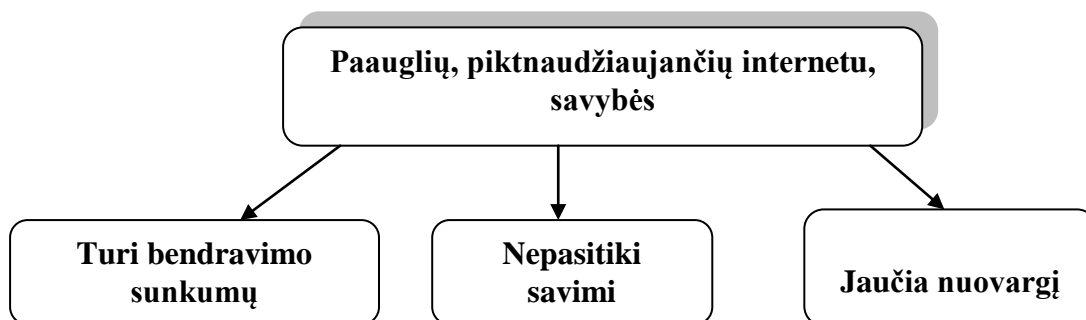 Paauglių, piktnaudžiaujančių internetu,
savybės
Turi bendravimo
sunkumų
Nepasitiki
savimi
Jaučia nuovargį